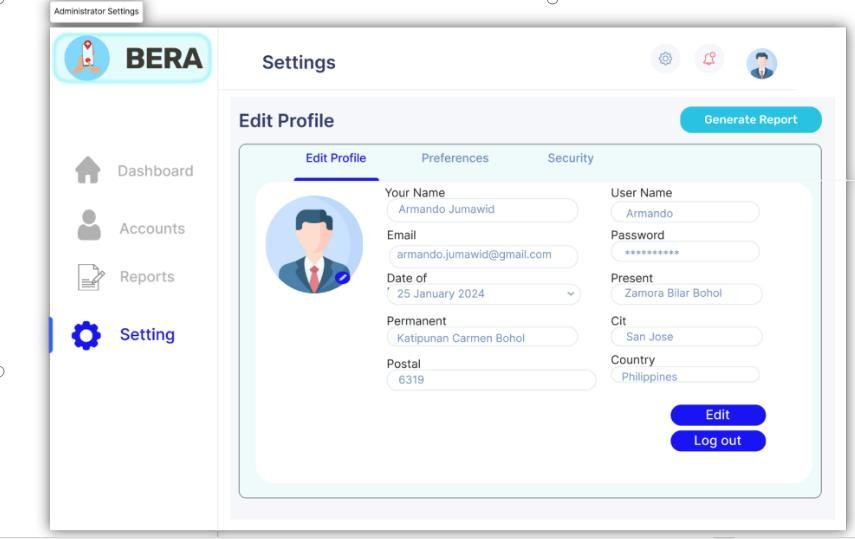 Administrator Settings
BERA
Settings
Edit Profile
Generate Report
Edit Profile
Preferences
Security
Dashboard
Accounts
Reports
Setting
Your Name
Armando Jumawid
User Name
Armando
Email
armando.jumawid@gmail.com
Password
**********
Date of
25 January 2024
Present
Zamora Bilar Bohol
Permanent
Katipunan Carmen Bohol
Cit
San Jose
Postal
6319
Country
Philippines
Edit
Log out